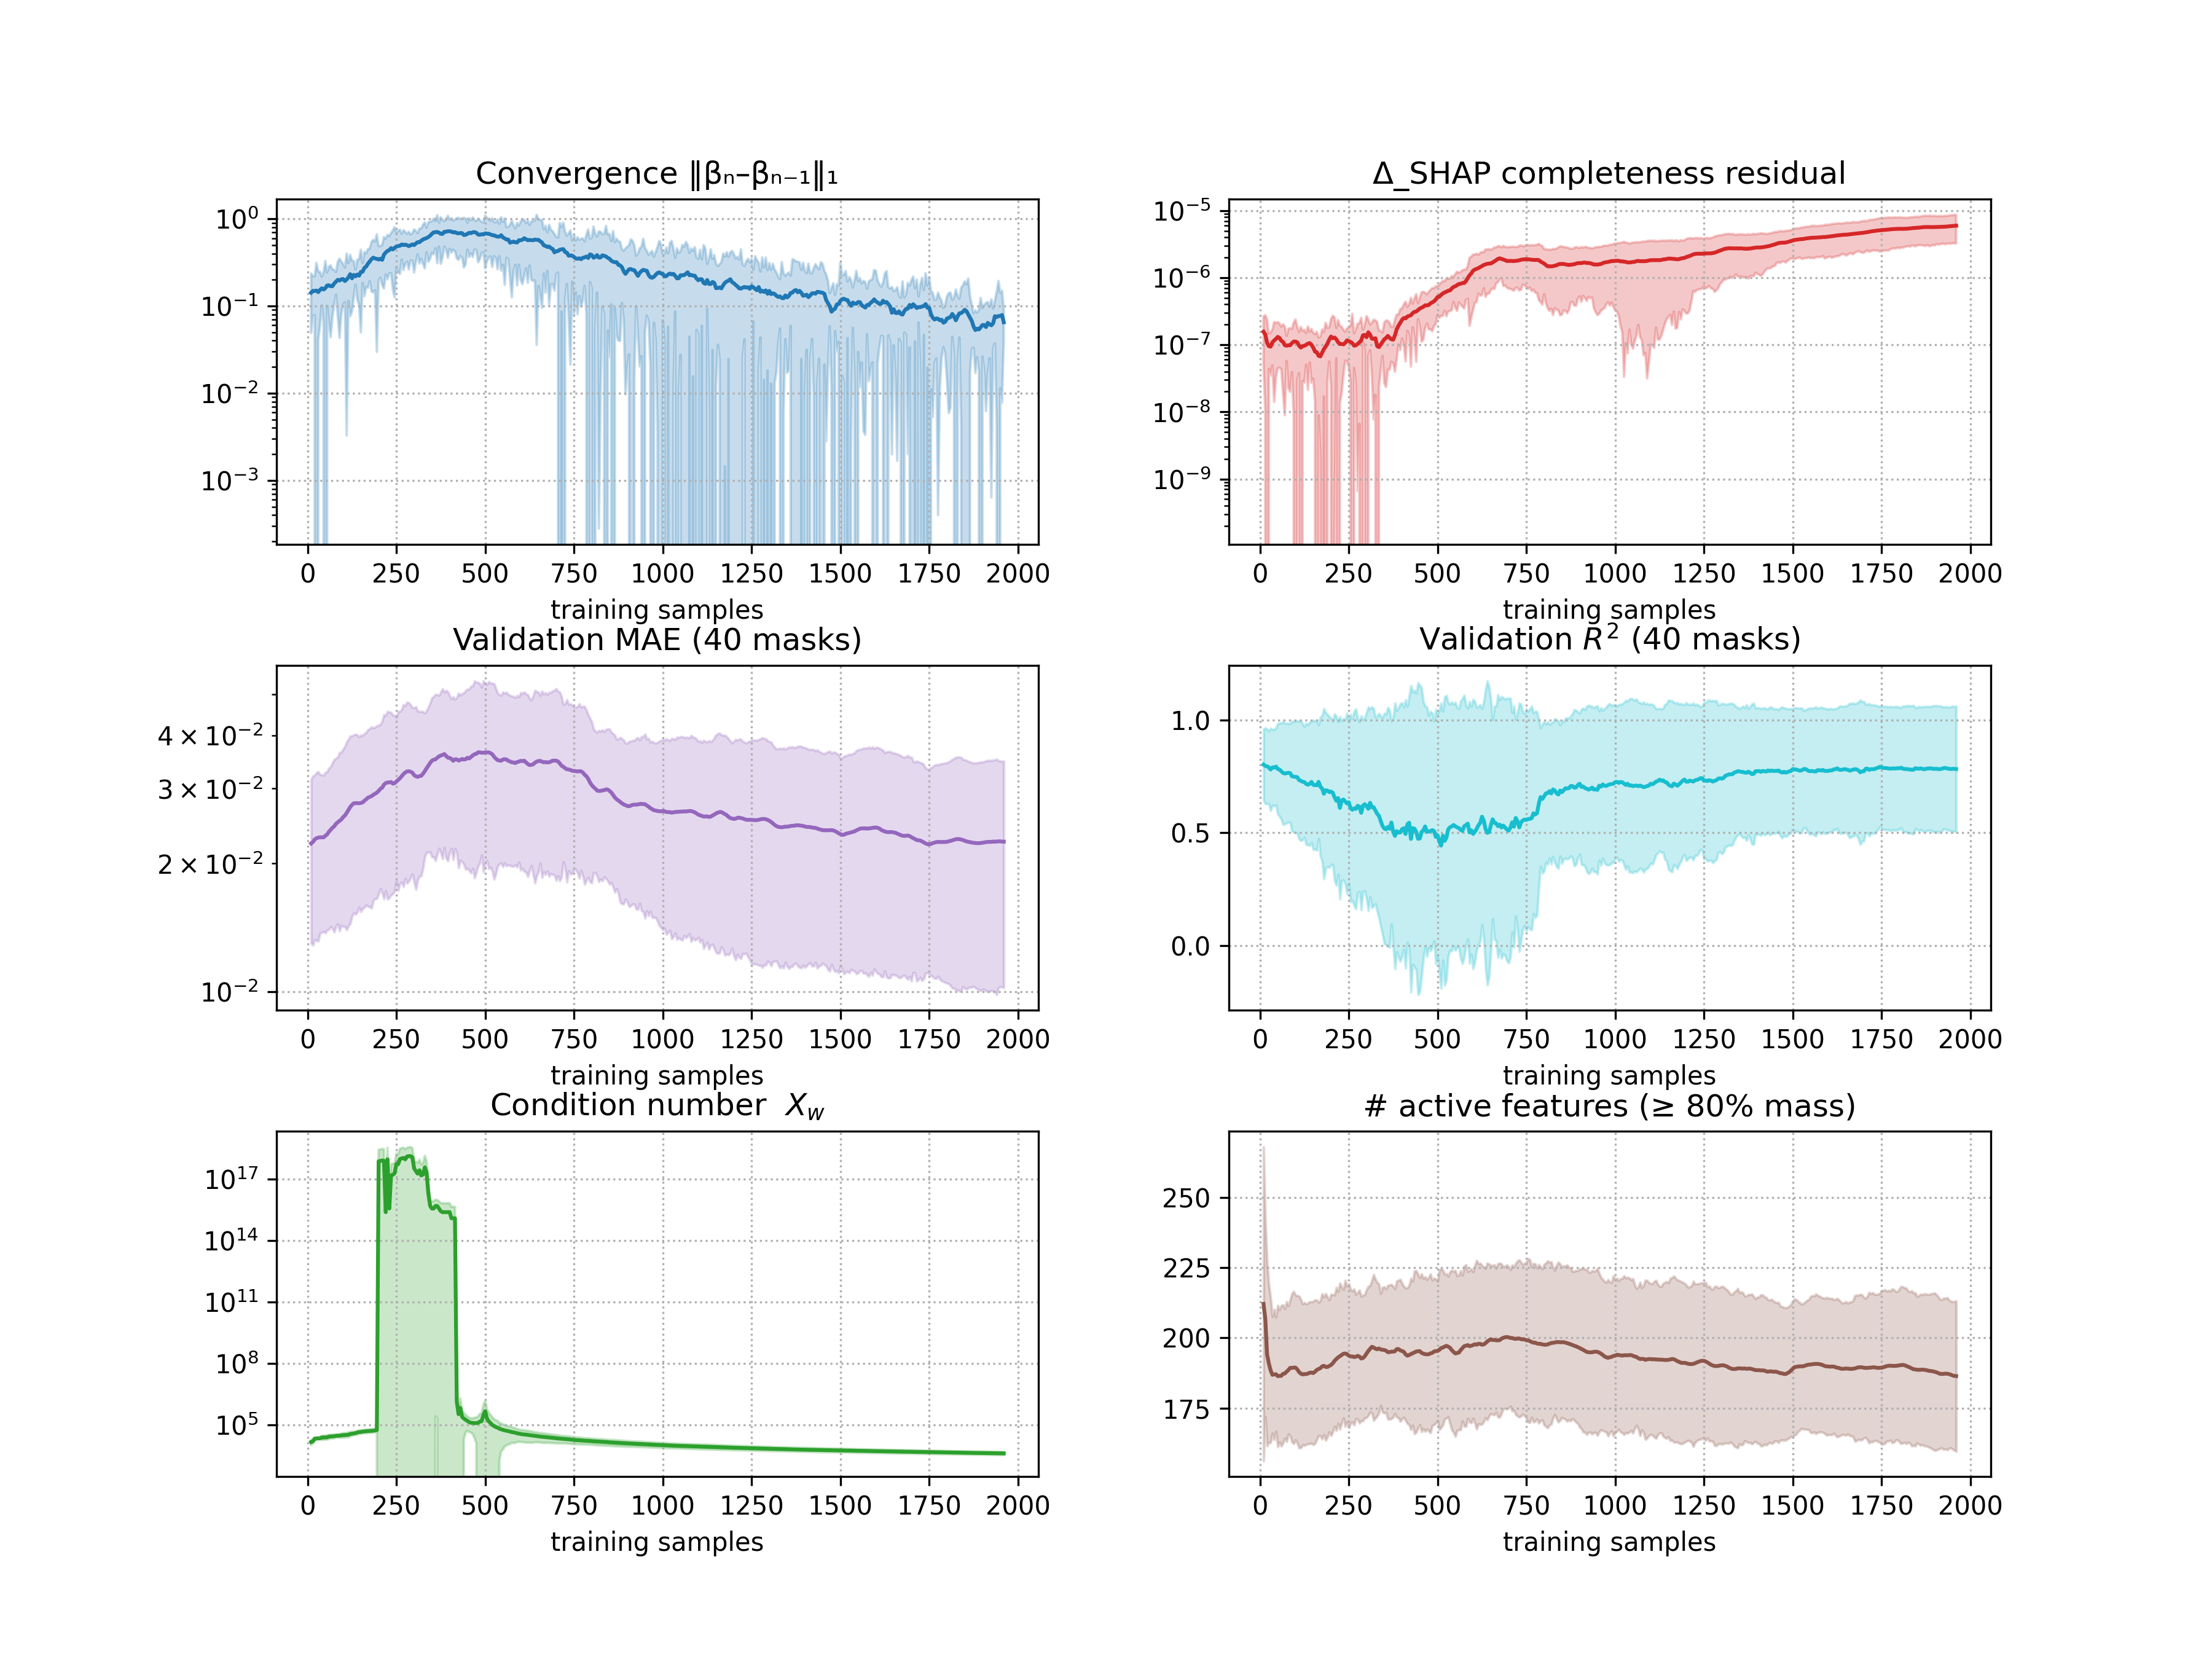 Convergence ‖βₙ–βₙ₋₁‖₁
10⁰
10⁻¹
10⁻²
10⁻³
0 250 500 750 1000 1250 1500 1750 2000
training samples
Δ_SHAP completeness residual
10⁻⁵
10⁻⁶
10⁻⁷
10⁻⁸
10⁻⁹
0 250 500 750 1000 1250 1500 1750 2000
training samples
Validation MAE (40 masks)
4 × 10⁻²
3 × 10⁻²
2 × 10⁻²
10⁻²
0 250 500 750 1000 1250 1500 1750 2000
training samples
Validation R² (40 masks)
1.0
0.5
0.0
0 250 500 750 1000 1250 1500 1750 2000
training samples
Condition number X_w
10¹⁷
10¹⁴
10¹¹
10⁸
10⁵
0 250 500 750 1000 1250 1500 1750 2000
training samples
# active features (≥ 80% mass)
250
225
200
175
0 250 500 750 1000 1250 1500 1750 2000
training samples